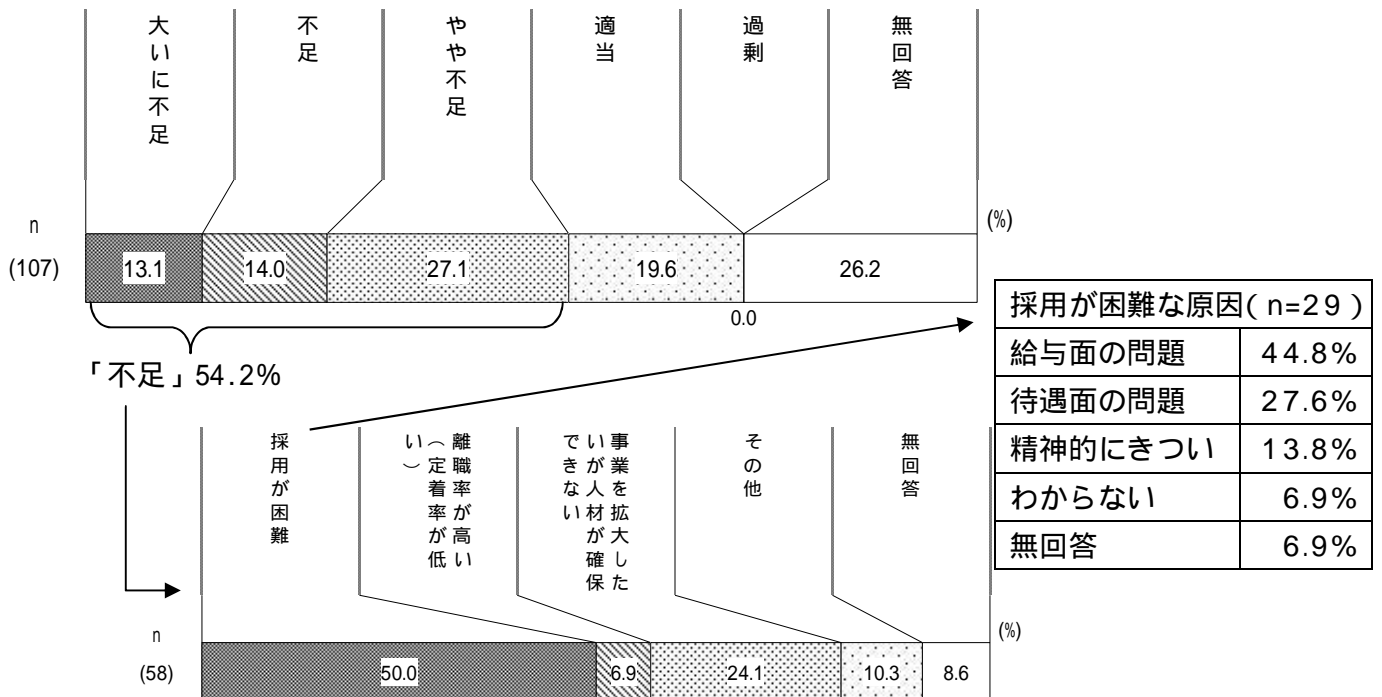 大いに不足
不足
やや不足
適当
過剰
無回答
(%)
n
(107)
13.1
14.0
27.1
19.6
26.2
0.0
「不足」54.2%
採用が困難な原因(n=29)
給与面の問題 44.8%
待遇面の問題 27.6%
精神的にきつい 13.8%
わからない 6.9%
無回答 6.9%
採用が困難
離職率が高い
(定着率が低
い)
事業を拡大した
いが人材が確保
できない
その他
無回答
(%)
n
(58)
50.0
6.9
24.1
10.3
8.6